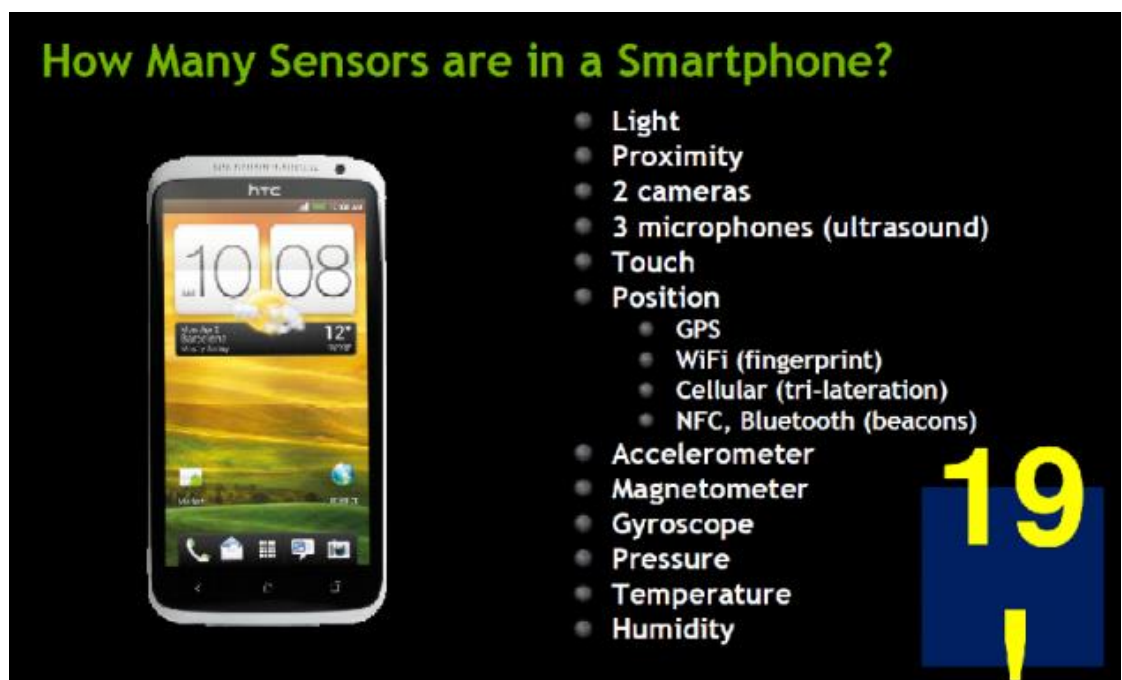 How Many Sensors are in a Smartphone?
htc
10 08
12°
Barcelona
Light
Proximity
2 cameras
3 microphones (ultrasound)
Touch
Position
GPS
WiFi (fingerprint)
Cellular (tri-lateration)
NFC, Bluetooth (beacons)
Accelerometer
Magnetometer
Gyroscope
Pressure
Temperature
Humidity
19
!